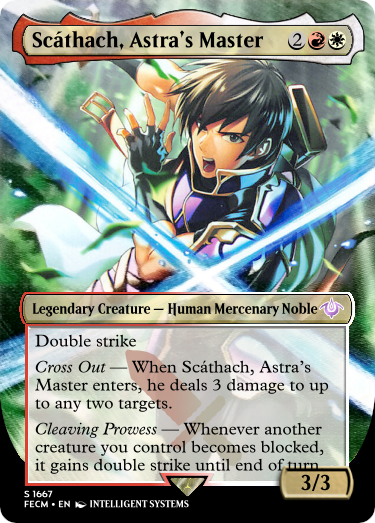 Scáthach, Astra's Master 2
Legendary Creature — Human Mercenary Noble
Double strike
Cross Out — When Scáthach, Astra's
Master enters, he deals 3 damage to up
to any two targets.
Cleaving Prowess — Whenever another
creature you control becomes blocked,
it gains double strike until end of turn.
3/3
S 1667
FECM • EN INTELLIGENT SYSTEMS